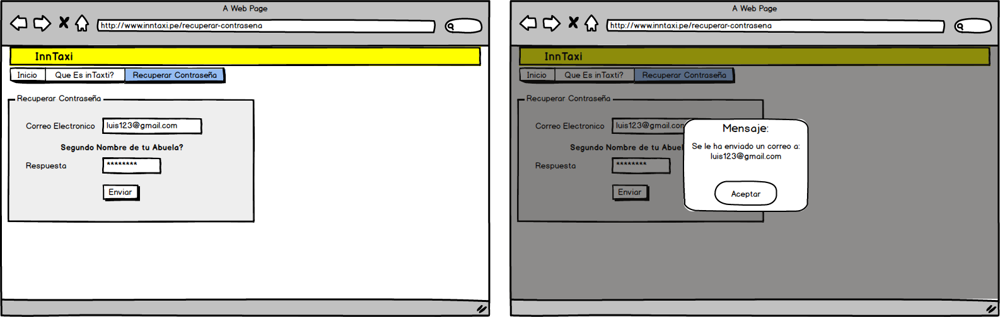 A Web Page
http://www.inntaxi.pe/recuperar-contrasena
InnTaxi
Inicio
Que Es inTaxti?
Recuperar Contraseña
Recuperar Contraseña
Correo Electronico
luis123@gmail.com
Segundo Nombre de tu Abuela?
Respuesta
********
Enviar
A Web Page
http://www.inntaxi.pe/recuperar-contrasena
InnTaxi
Inicio
Que Es inTaxti?
Recuperar Contraseña
Recuperar Contraseña
Correo Electronico
luis123@gmail.com
Segundo Nombre de tu Abuel
Respuesta
********
Enviar
Mensaje:
Se le ha enviado un correo a:
luis123@gmail.com
Aceptar